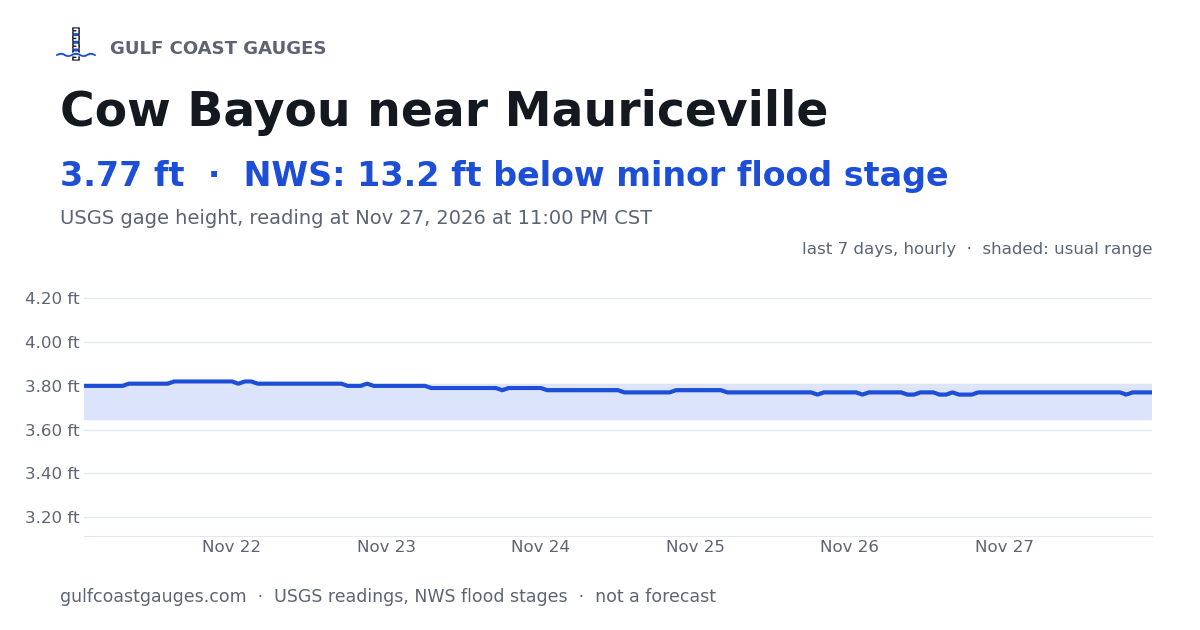 GULF COAST GAUGES
Cow Bayou near Mauriceville
3.77 ft · NWS: 13.2 ft below minor flood stage
USGS gage height, reading at Nov 27, 2026 at 11:00 PM CST
last 7 days, hourly · shaded: usual range
4.20 ft
4.00 ft
3.80 ft
3.60 ft
3.40 ft
3.20 ft
Nov 22 Nov 23 Nov 24 Nov 25 Nov 26 Nov 27
gulfcoastgauges.com · USGS readings, NWS flood stages · not a forecast